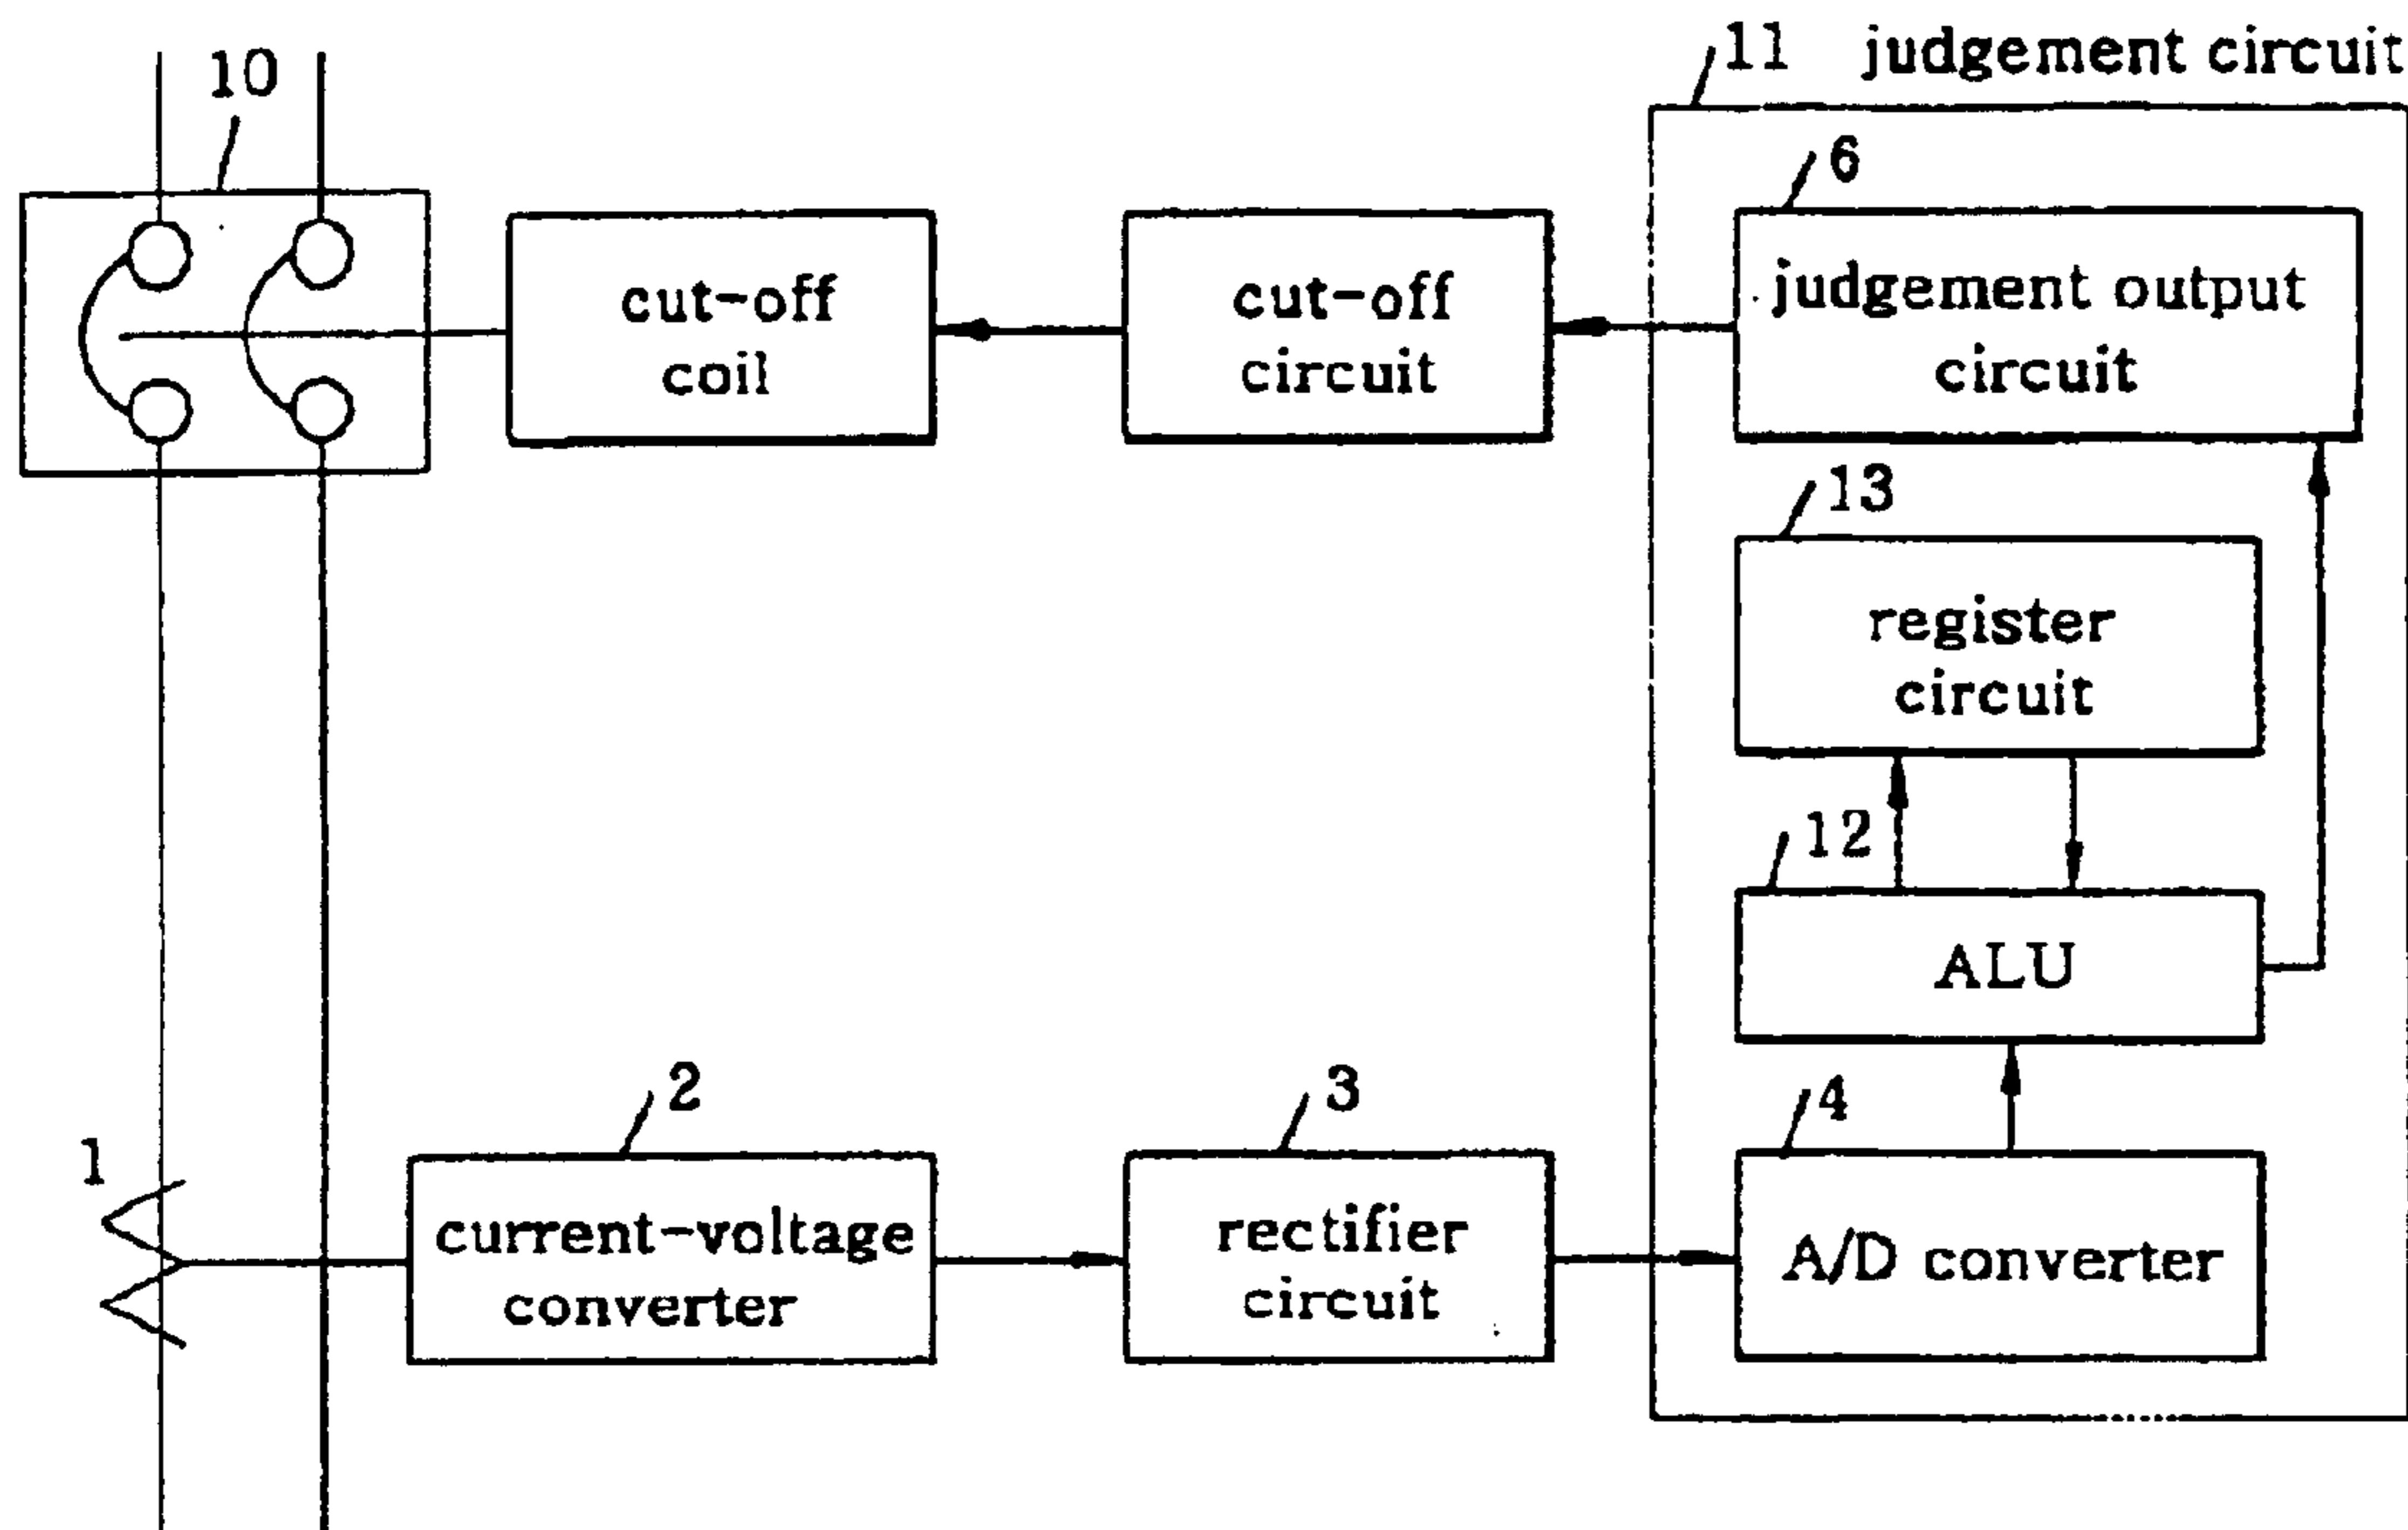 11 judgement circuit
10
6
cut-off
coil
cut-off
circuit
judgement output
circuit
13
register
circuit
12
ALU
2
3
4
1
current-voltage
converter
rectifier
circuit
A/D converter